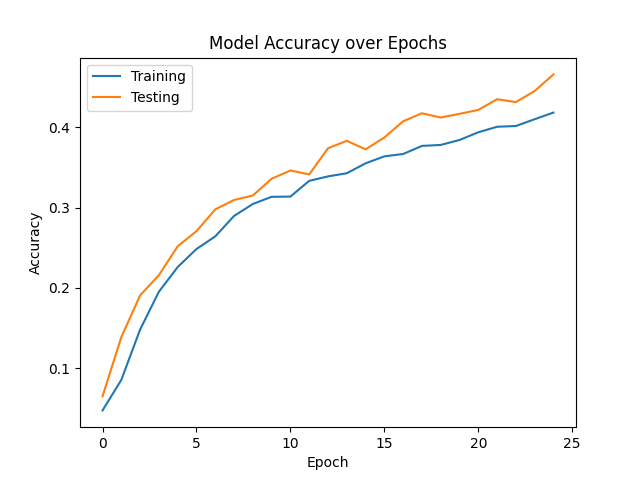 Model Accuracy over Epochs
Training
Testing
0.4
0.3
0.2
0.1
Accuracy
0 5 10 15 20 25
Epoch